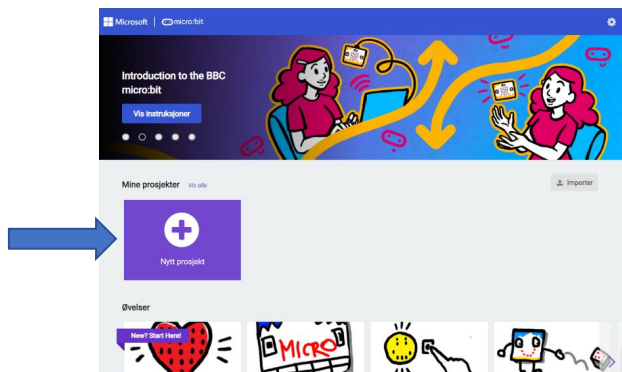 Microsoft micro:bit
Introduction to the BBC
micro:bit
Vis instruksjoner
Mine prosjekter Vis alle
Importer
Nytt prosjekt
Øvelser
New? Start Here!
MICRO